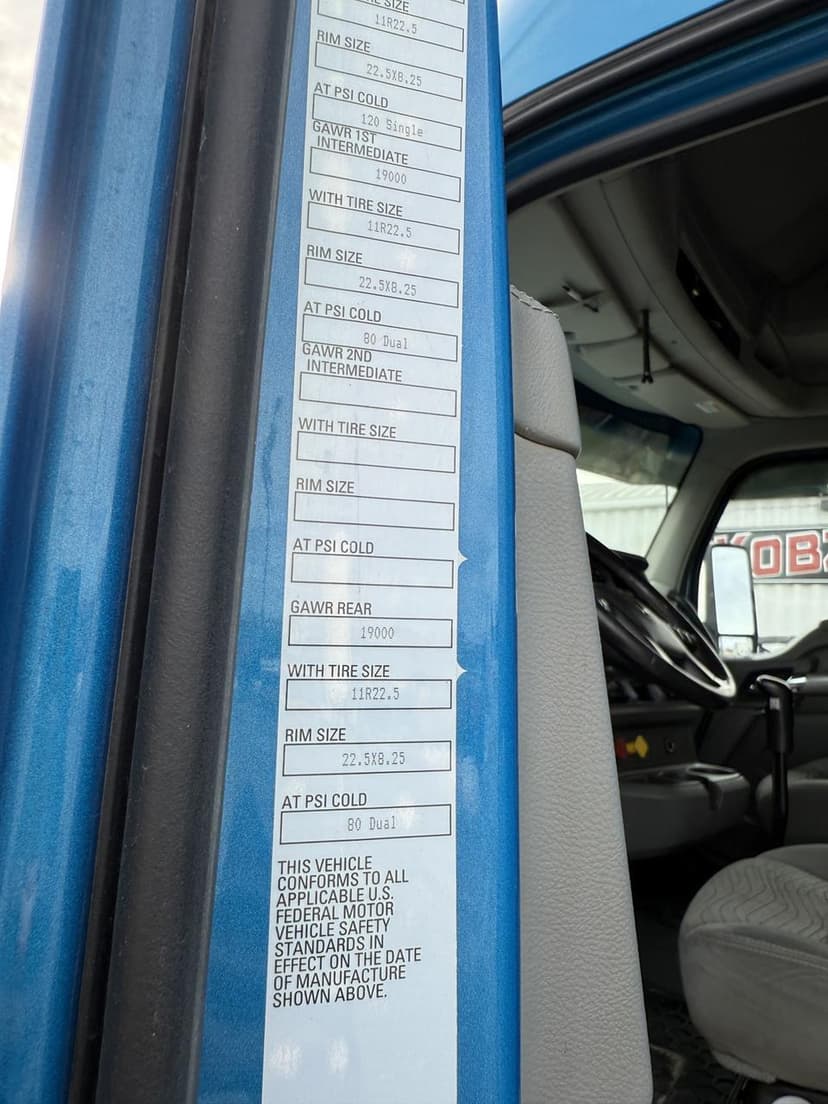 SIZE
11R22.5
RIM SIZE
22.5X8.25
AT PSI COLD
120 Single
GAWR 1ST
INTERMEDIATE
19000
WITH TIRE SIZE
11R22.5
RIM SIZE
22.5X8.25
AT PSI COLD
80 Dual
GAWR 2ND
INTERMEDIATE
WITH TIRE SIZE
RIM SIZE
AT PSI COLD
GAWR REAR
19000
WITH TIRE SIZE
11R22.5
RIM SIZE
22.5X8.25
AT PSI COLD
80 Dual
THIS VEHICLE
CONFORMS TO ALL
APPLICABLE U.S.
FEDERAL MOTOR
VEHICLE SAFETY
STANDARDS IN
EFFECT ON THE DATE
OF MANUFACTURE
SHOWN ABOVE.